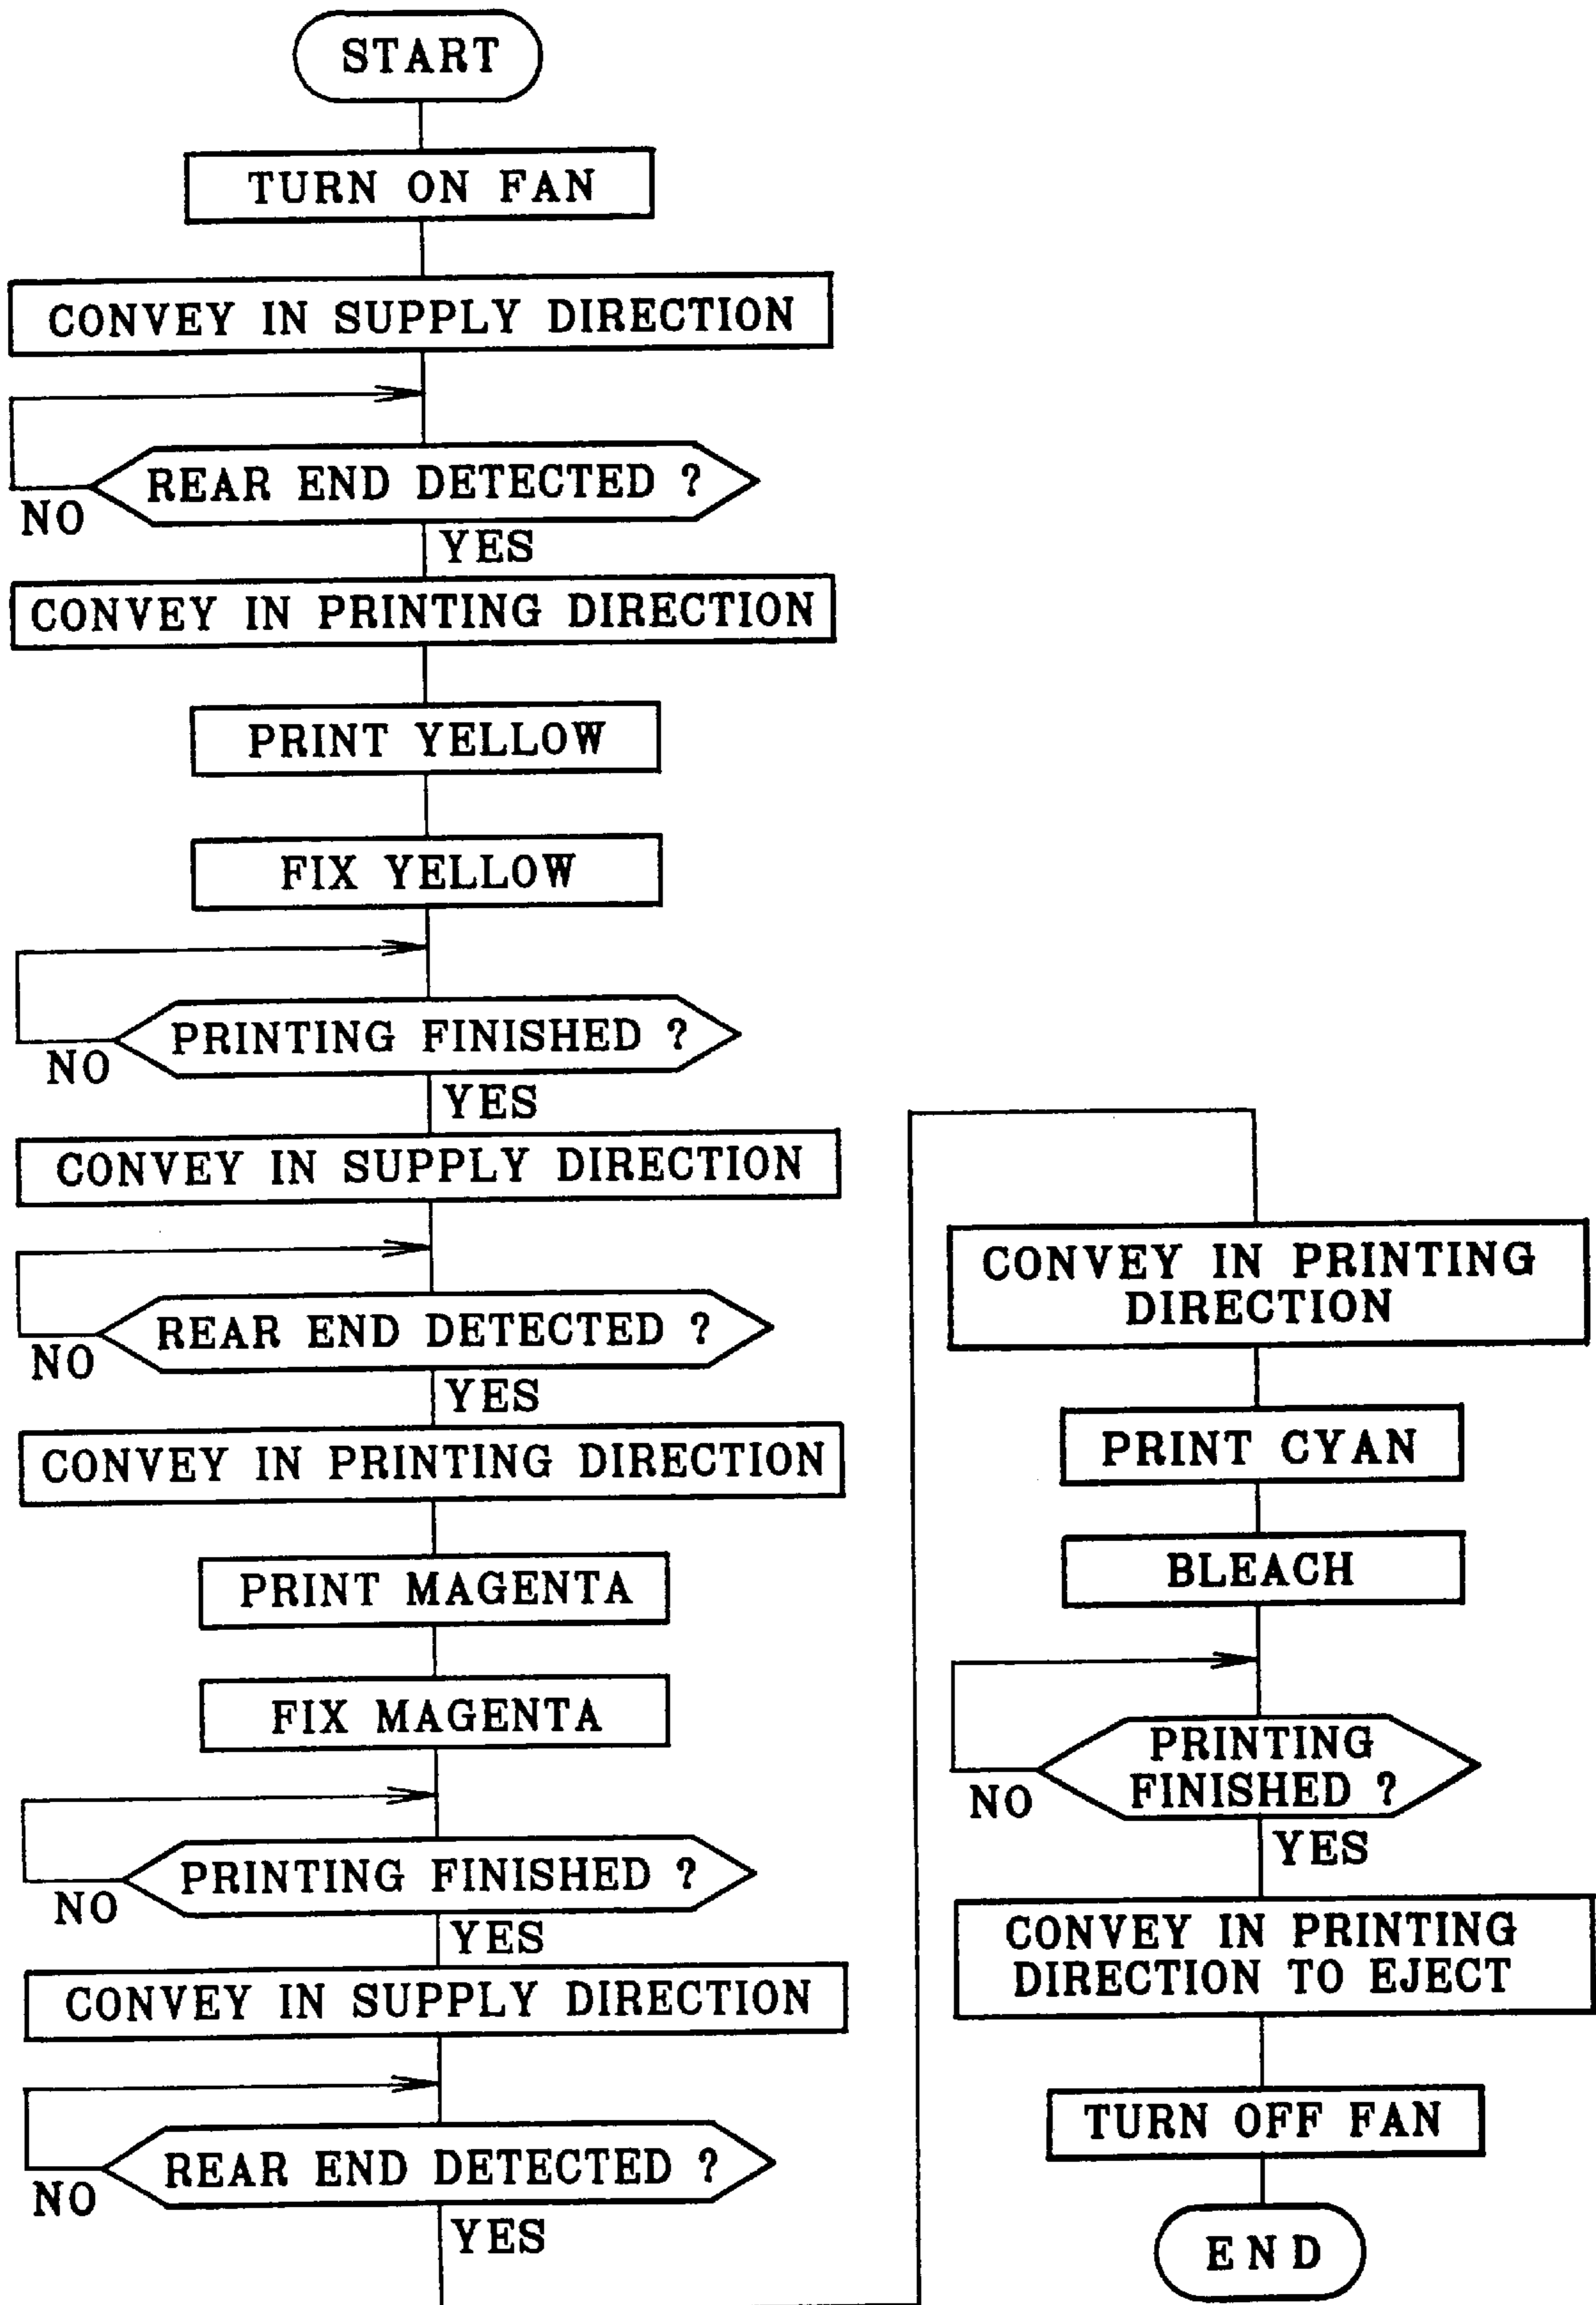 START
TURN ON FAN
CONVEY IN SUPPLY DIRECTION
REAR END DETECTED ?
NO
YES
CONVEY IN PRINTING DIRECTION
PRINT YELLOW
FIX YELLOW
PRINTING FINISHED ?
NO
YES
CONVEY IN SUPPLY DIRECTION
REAR END DETECTED ?
NO
YES
CONVEY IN PRINTING DIRECTION
PRINT MAGENTA
FIX MAGENTA
PRINTING FINISHED ?
NO
YES
CONVEY IN SUPPLY DIRECTION
REAR END DETECTED ?
NO
YES
CONVEY IN PRINTING
DIRECTION
PRINT CYAN
BLEACH
PRINTING
FINISHED ?
NO
YES
CONVEY IN PRINTING
DIRECTION TO EJECT
TURN OFF FAN
END